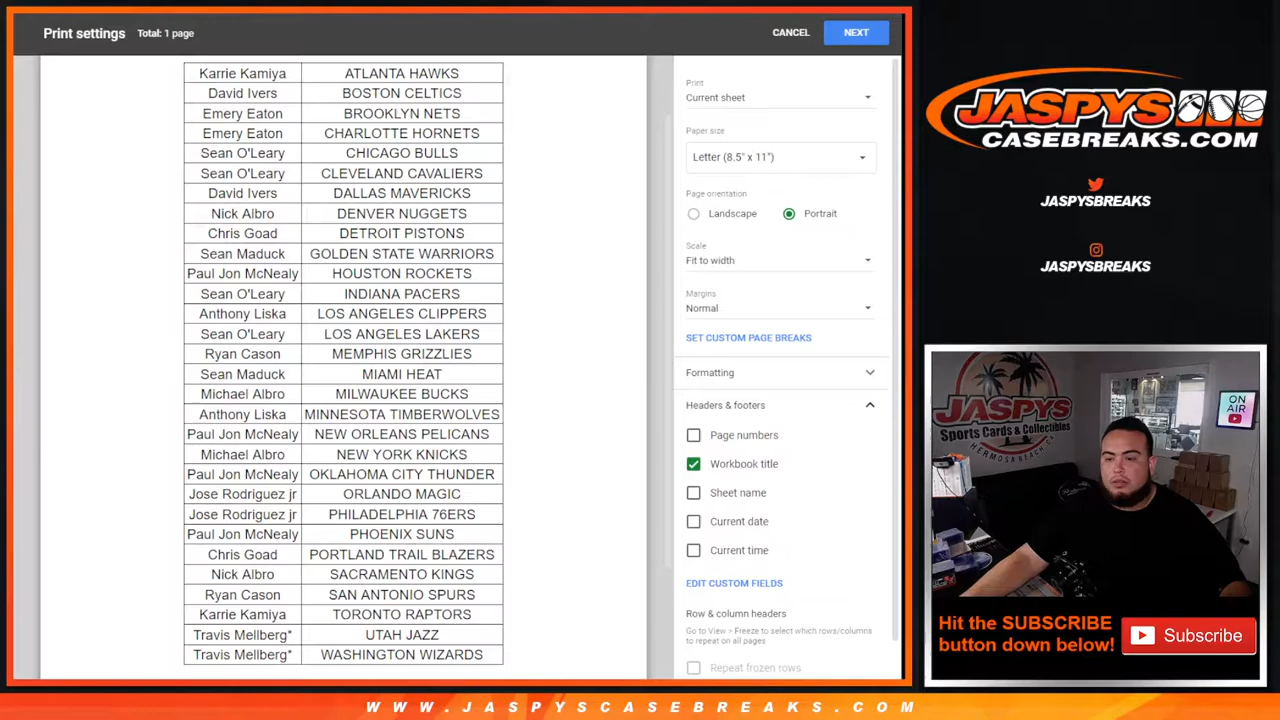 Print settings Total: 1 page CANCEL NEXT
Karrie Kamiya ATLANTA HAWKS
David Ivers BOSTON CELTICS
Emery Eaton BROOKLYN NETS
Emery Eaton CHARLOTTE HORNETS
Sean O'Leary CHICAGO BULLS
Sean O'Leary CLEVELAND CAVALIERS
David Ivers DALLAS MAVERICKS
Nick Albro DENVER NUGGETS
Chris Goad DETROIT PISTONS
Sean Maduck GOLDEN STATE WARRIORS
Paul Jon McNealy HOUSTON ROCKETS
Sean O'Leary INDIANA PACERS
Anthony Liska LOS ANGELES CLIPPERS
Sean O'Leary LOS ANGELES LAKERS
Ryan Cason MEMPHIS GRIZZLIES
Sean Maduck MIAMI HEAT
Michael Albro MILWAUKEE BUCKS
Anthony Liska MINNESOTA TIMBERWOLVES
Paul Jon McNealy NEW ORLEANS PELICANS
Michael Albro NEW YORK KNICKS
Paul Jon McNealy OKLAHOMA CITY THUNDER
Jose Rodriguez jr ORLANDO MAGIC
Jose Rodriguez jr PHILADELPHIA 76ERS
Paul Jon McNealy PHOENIX SUNS
Chris Goad PORTLAND TRAIL BLAZERS
Nick Albro SACRAMENTO KINGS
Ryan Cason SAN ANTONIO SPURS
Karrie Kamiya TORONTO RAPTORS
Travis Mellberg* UTAH JAZZ
Travis Mellberg* WASHINGTON WIZARDS
Print
Current sheet
Paper size
Letter (8.5" x 11")
Page orientation
Landscape Portrait
Scale
Fit to width
Margins
Normal
SET CUSTOM PAGE BREAKS
Formatting
Headers & footers
Page numbers
Workbook title
Sheet name
Current date
Current time
EDIT CUSTOM FIELDS
Row & column headers
Go to View > Freeze to select which rows/columns
to repeat on all pages
Repeat frozen rows
JASPYS
CASEBREAKS.COM
JASPYSBREAKS
JASPYSBREAKS
JASPYS
Sports Cards & Collectibles
HERMOSA BEACH, CA
ON
AIR
Hit the SUBSCRIBE
button down below!
Subscribe
WWW.JASPYSCASEBREAKS.COM